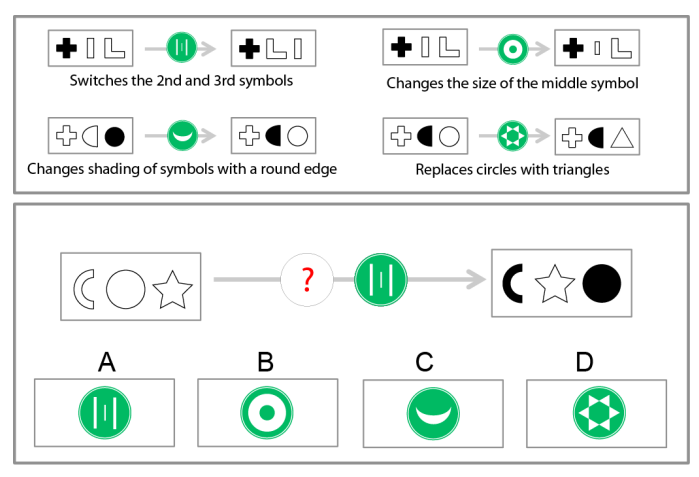 Switches the 2nd and 3rd symbols
Changes the size of the middle symbol
Changes shading of symbols with a round edge
Replaces circles with triangles
?
A
B
C
D